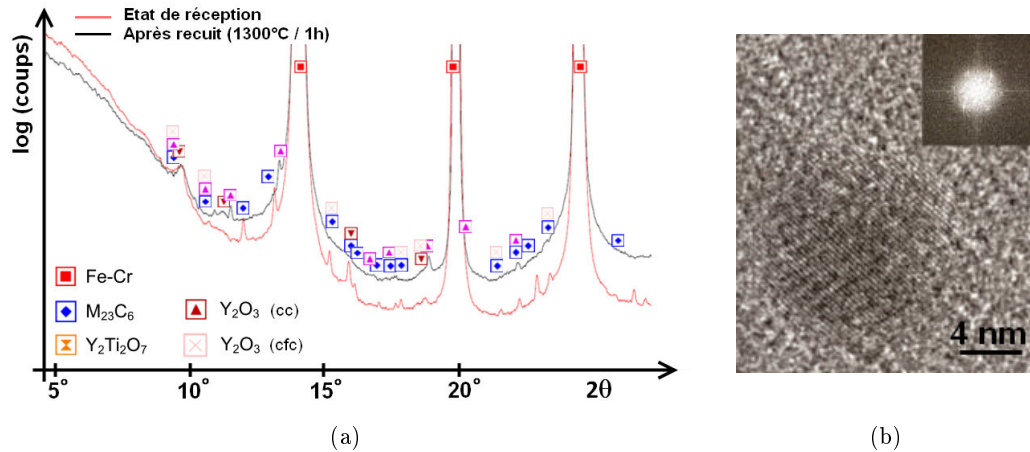 Etat de réception
Après recuit (1300°C / 1h)
log (coups)
Fe-Cr
M₂₃C₆
Y₂O₃ (cc)
Y₂Ti₂O₇
Y₂O₃ (cfc)
5° 10° 15° 20° 2θ
4 nm
(a) (b)